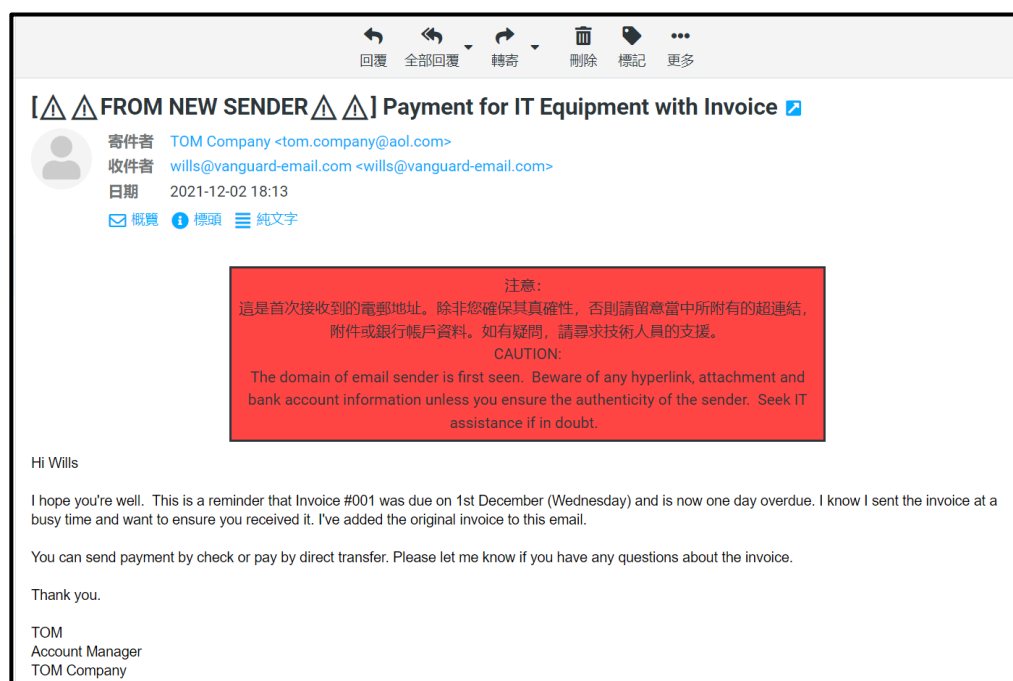 回覆 全部回覆 轉寄 刪除 標記 更多
[⚠ ⚠ FROM NEW SENDER ⚠ ⚠] Payment for IT Equipment with Invoice
寄件者 TOM Company <tom.company@aol.com>
收件者 wills@vanguard-email.com <wills@vanguard-email.com>
日期 2021-12-02 18:13
概覽 標頭 純文字
注意:
這是首次接收到的電郵地址。除非您確保其真確性，否則請留意當中所附有的超連結，
附件或銀行帳戶資料。如有疑問，請尋求技術人員的支援。
CAUTION:
The domain of email sender is first seen.  Beware of any hyperlink, attachment and
bank account information unless you ensure the authenticity of the sender.  Seek IT
assistance if in doubt.
Hi Wills
I hope you're well.  This is a reminder that Invoice #001 was due on 1st December (Wednesday) and is now one day overdue. I know I sent the invoice at a
busy time and want to ensure you received it. I've added the original invoice to this email.
You can send payment by check or pay by direct transfer. Please let me know if you have any questions about the invoice.
Thank you.
TOM
Account Manager
TOM Company